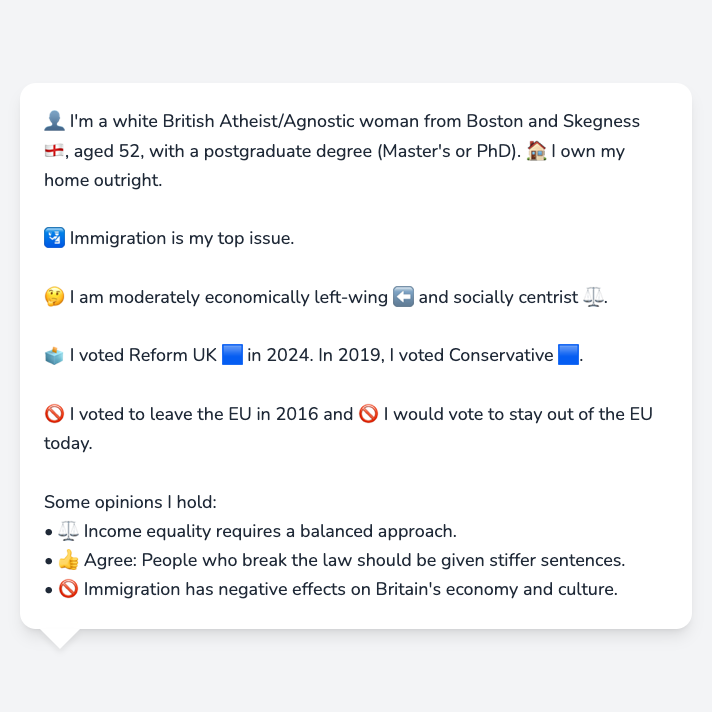 👤 I'm a white British Atheist/Agnostic woman from Boston and Skegness
🏴󠁧󠁢󠁥󠁮󠁧󠁿, aged 52, with a postgraduate degree (Master's or PhD). 🏠 I own my
home outright.
🛂 Immigration is my top issue.
🤔 I am moderately economically left-wing ⬅️ and socially centrist ⚖️.
🗳️ I voted Reform UK 🟦 in 2024. In 2019, I voted Conservative 🟦.
🚫 I voted to leave the EU in 2016 and 🚫 I would vote to stay out of the EU
today.
Some opinions I hold:
• ⚖️ Income equality requires a balanced approach.
• 👍 Agree: People who break the law should be given stiffer sentences.
• 🚫 Immigration has negative effects on Britain's economy and culture.